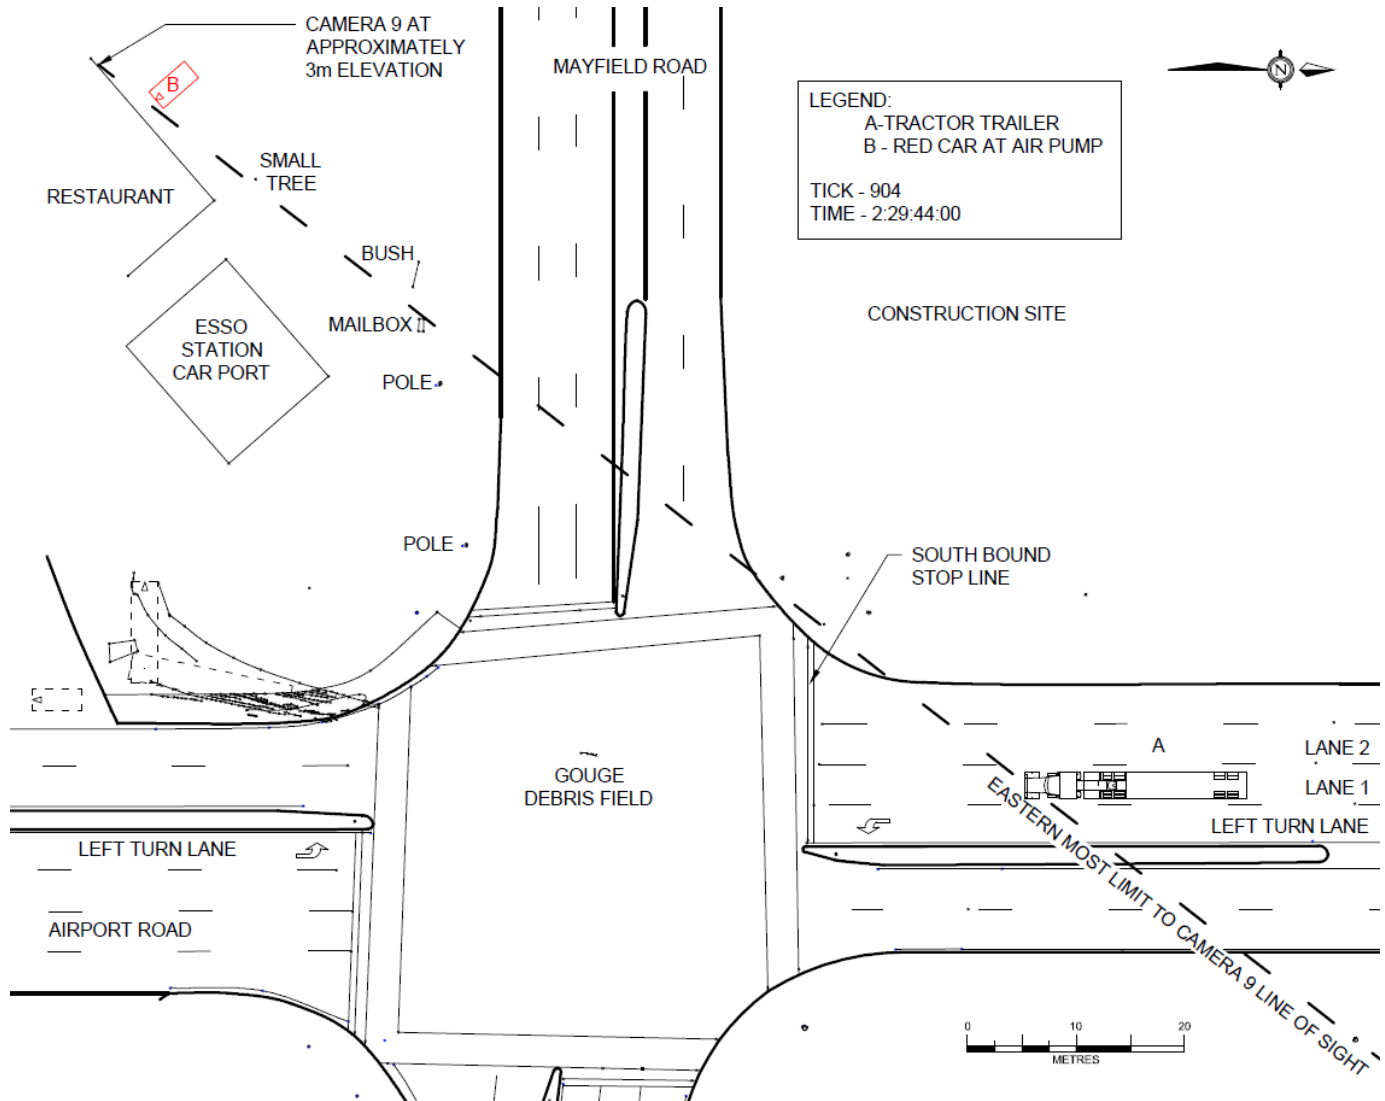 CAMERA 9 AT
APPROXIMATELY
3m ELEVATION
MAYFIELD ROAD
N
B
LEGEND:
A-TRACTOR TRAILER
B - RED CAR AT AIR PUMP
TICK - 904
TIME - 2:29:44:00
SMALL
TREE
RESTAURANT
BUSH
MAILBOX
ESSO
STATION
CAR PORT
POLE
CONSTRUCTION SITE
POLE
SOUTH BOUND
STOP LINE
A
LANE 2
LANE 1
LEFT TURN LANE
GOUGE
DEBRIS FIELD
LEFT TURN LANE
AIRPORT ROAD
EASTERN MOST LIMIT TO CAMERA 9 LINE OF SIGHT
0 10 20
METRES